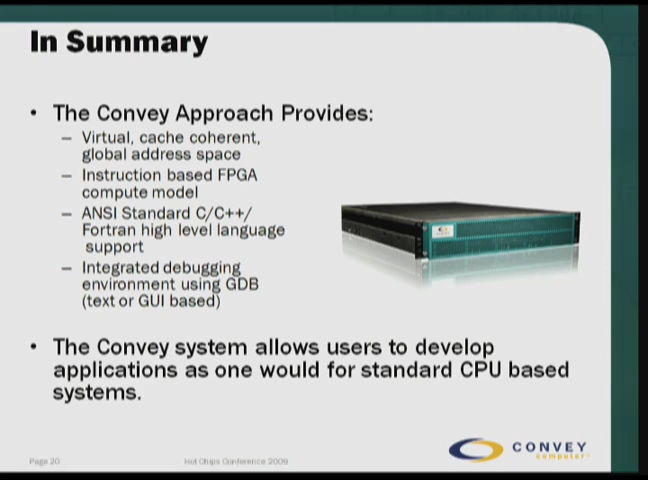 In Summary
• The Convey Approach Provides:
– Virtual, cache coherent,
global address space
– Instruction based FPGA
compute model
– ANSI Standard C/C++/
Fortran high level language
support
– Integrated debugging
environment using GDB
(text or GUI based)
• The Convey system allows users to develop
applications as one would for standard CPU based
systems.
Page 20
Hot Chips Conference 2009
CONVEY
computer